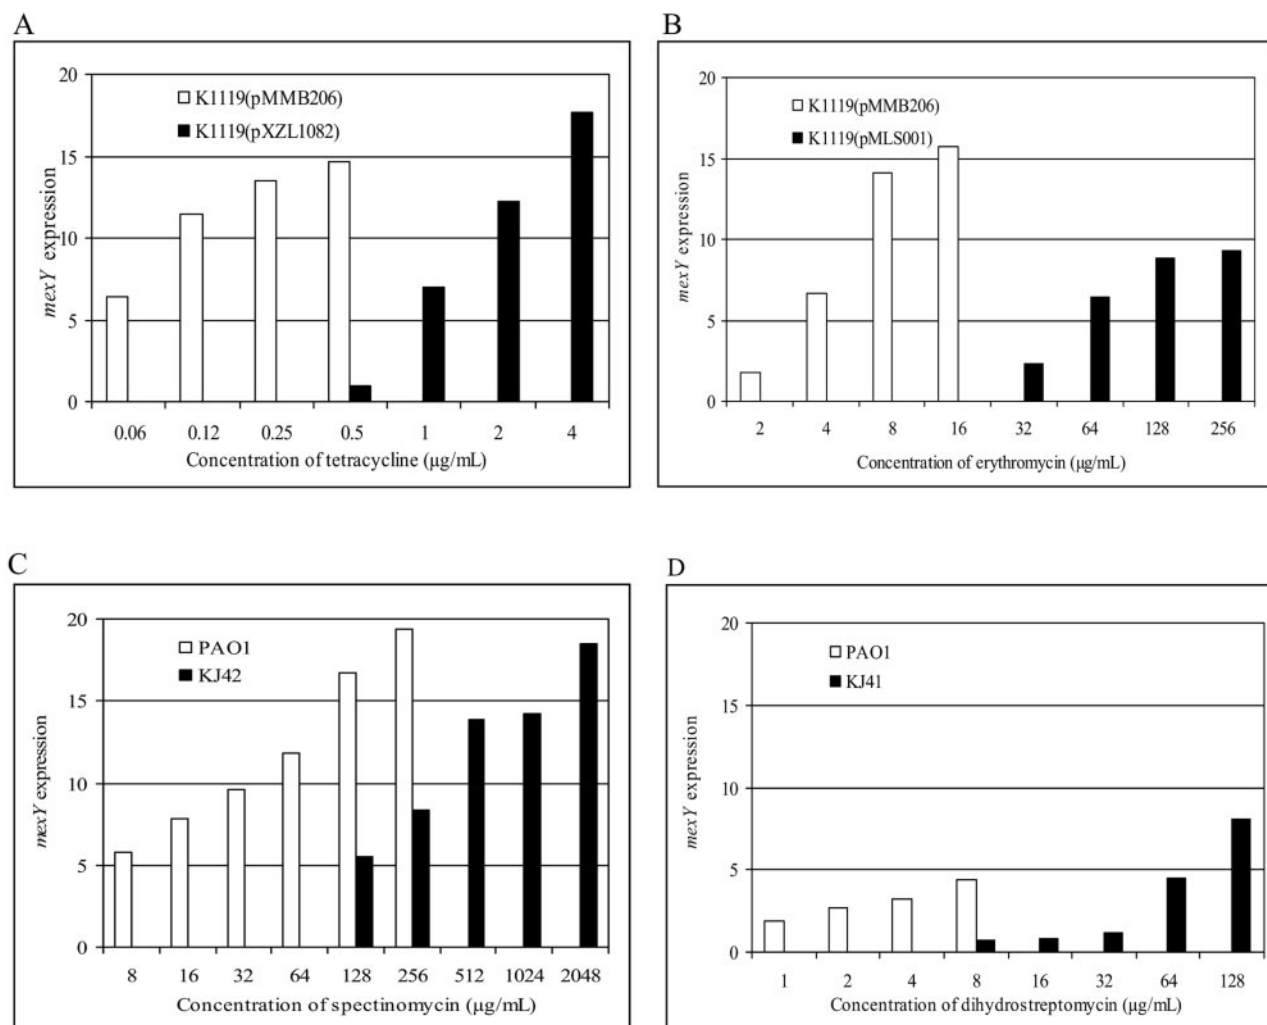 A
K1119(pMMB206)
K1119(pXZL1082)
mexY expression
20
15
10
5
0
0.06 0.12 0.25 0.5 1 2 4
Concentration of tetracycline (μg/mL)
B
K1119(pMMB206)
K1119(pMLS001)
mexY expression
20
15
10
5
0
2 4 8 16 32 64 128 256
Concentration of erythromycin (μg/mL)
C
PAO1
KJ42
mexY expression
20
15
10
5
0
8 16 32 64 128 256 512 1024 2048
Concentration of spectinomycin (μg/mL)
D
PAO1
KJ41
mexY expression
20
15
10
5
0
1 2 4 8 16 32 64 128
Concentration of dihydrostreptomycin (μg/mL)